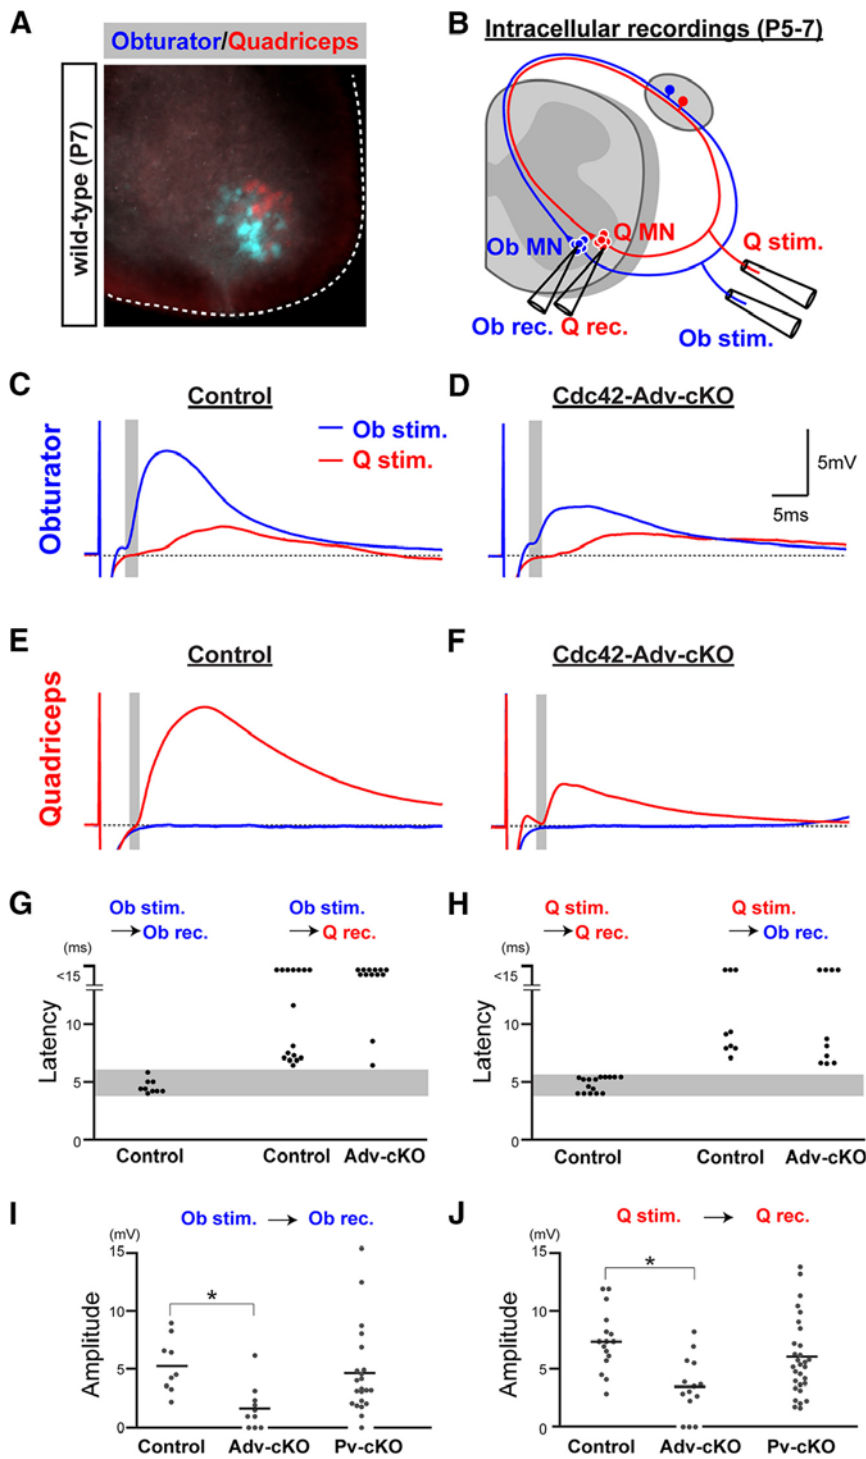 A
Obturator/Quadriceps
wild-type (P7)
B
Intracellular recordings (P5-7)
Ob MN
Q MN
Q stim.
Ob rec.
Q rec.
Ob stim.
C
Control
Obturator
Ob stim.
Q stim.
D
Cdc42-Adv-cKO
5mV
5ms
E
Control
Quadriceps
F
Cdc42-Adv-cKO
G
Ob stim.
→Ob rec.
Ob stim.
→Q rec.
(ms)
<15
10
5
0
Latency
Control
Control
Adv-cKO
H
Q stim.
→Q rec.
Q stim.
→Ob rec.
(ms)
<15
10
5
0
Latency
Control
Control
Adv-cKO
I
Ob stim. → Ob rec.
(mV)
15
10
5
0
Amplitude
*
Control
Adv-cKO
Pv-cKO
J
Q stim. → Q rec.
(mV)
15
10
5
0
Amplitude
*
Control
Adv-cKO
Pv-cKO